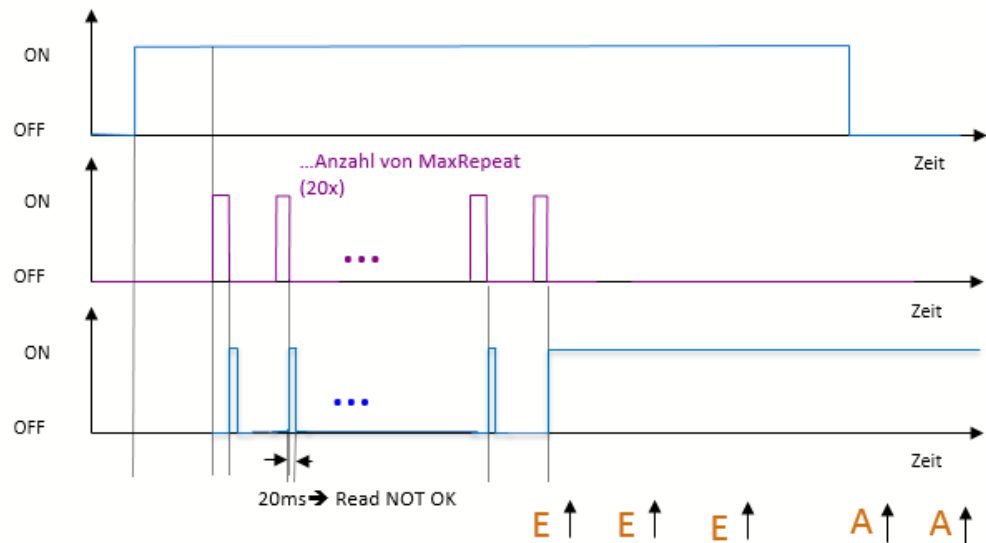 ON
OFF
Zeit
...Anzahl von MaxRepeat
(20x)
ON
OFF
Zeit
ON
OFF
Zeit
20ms→ Read NOT OK
E E E A A